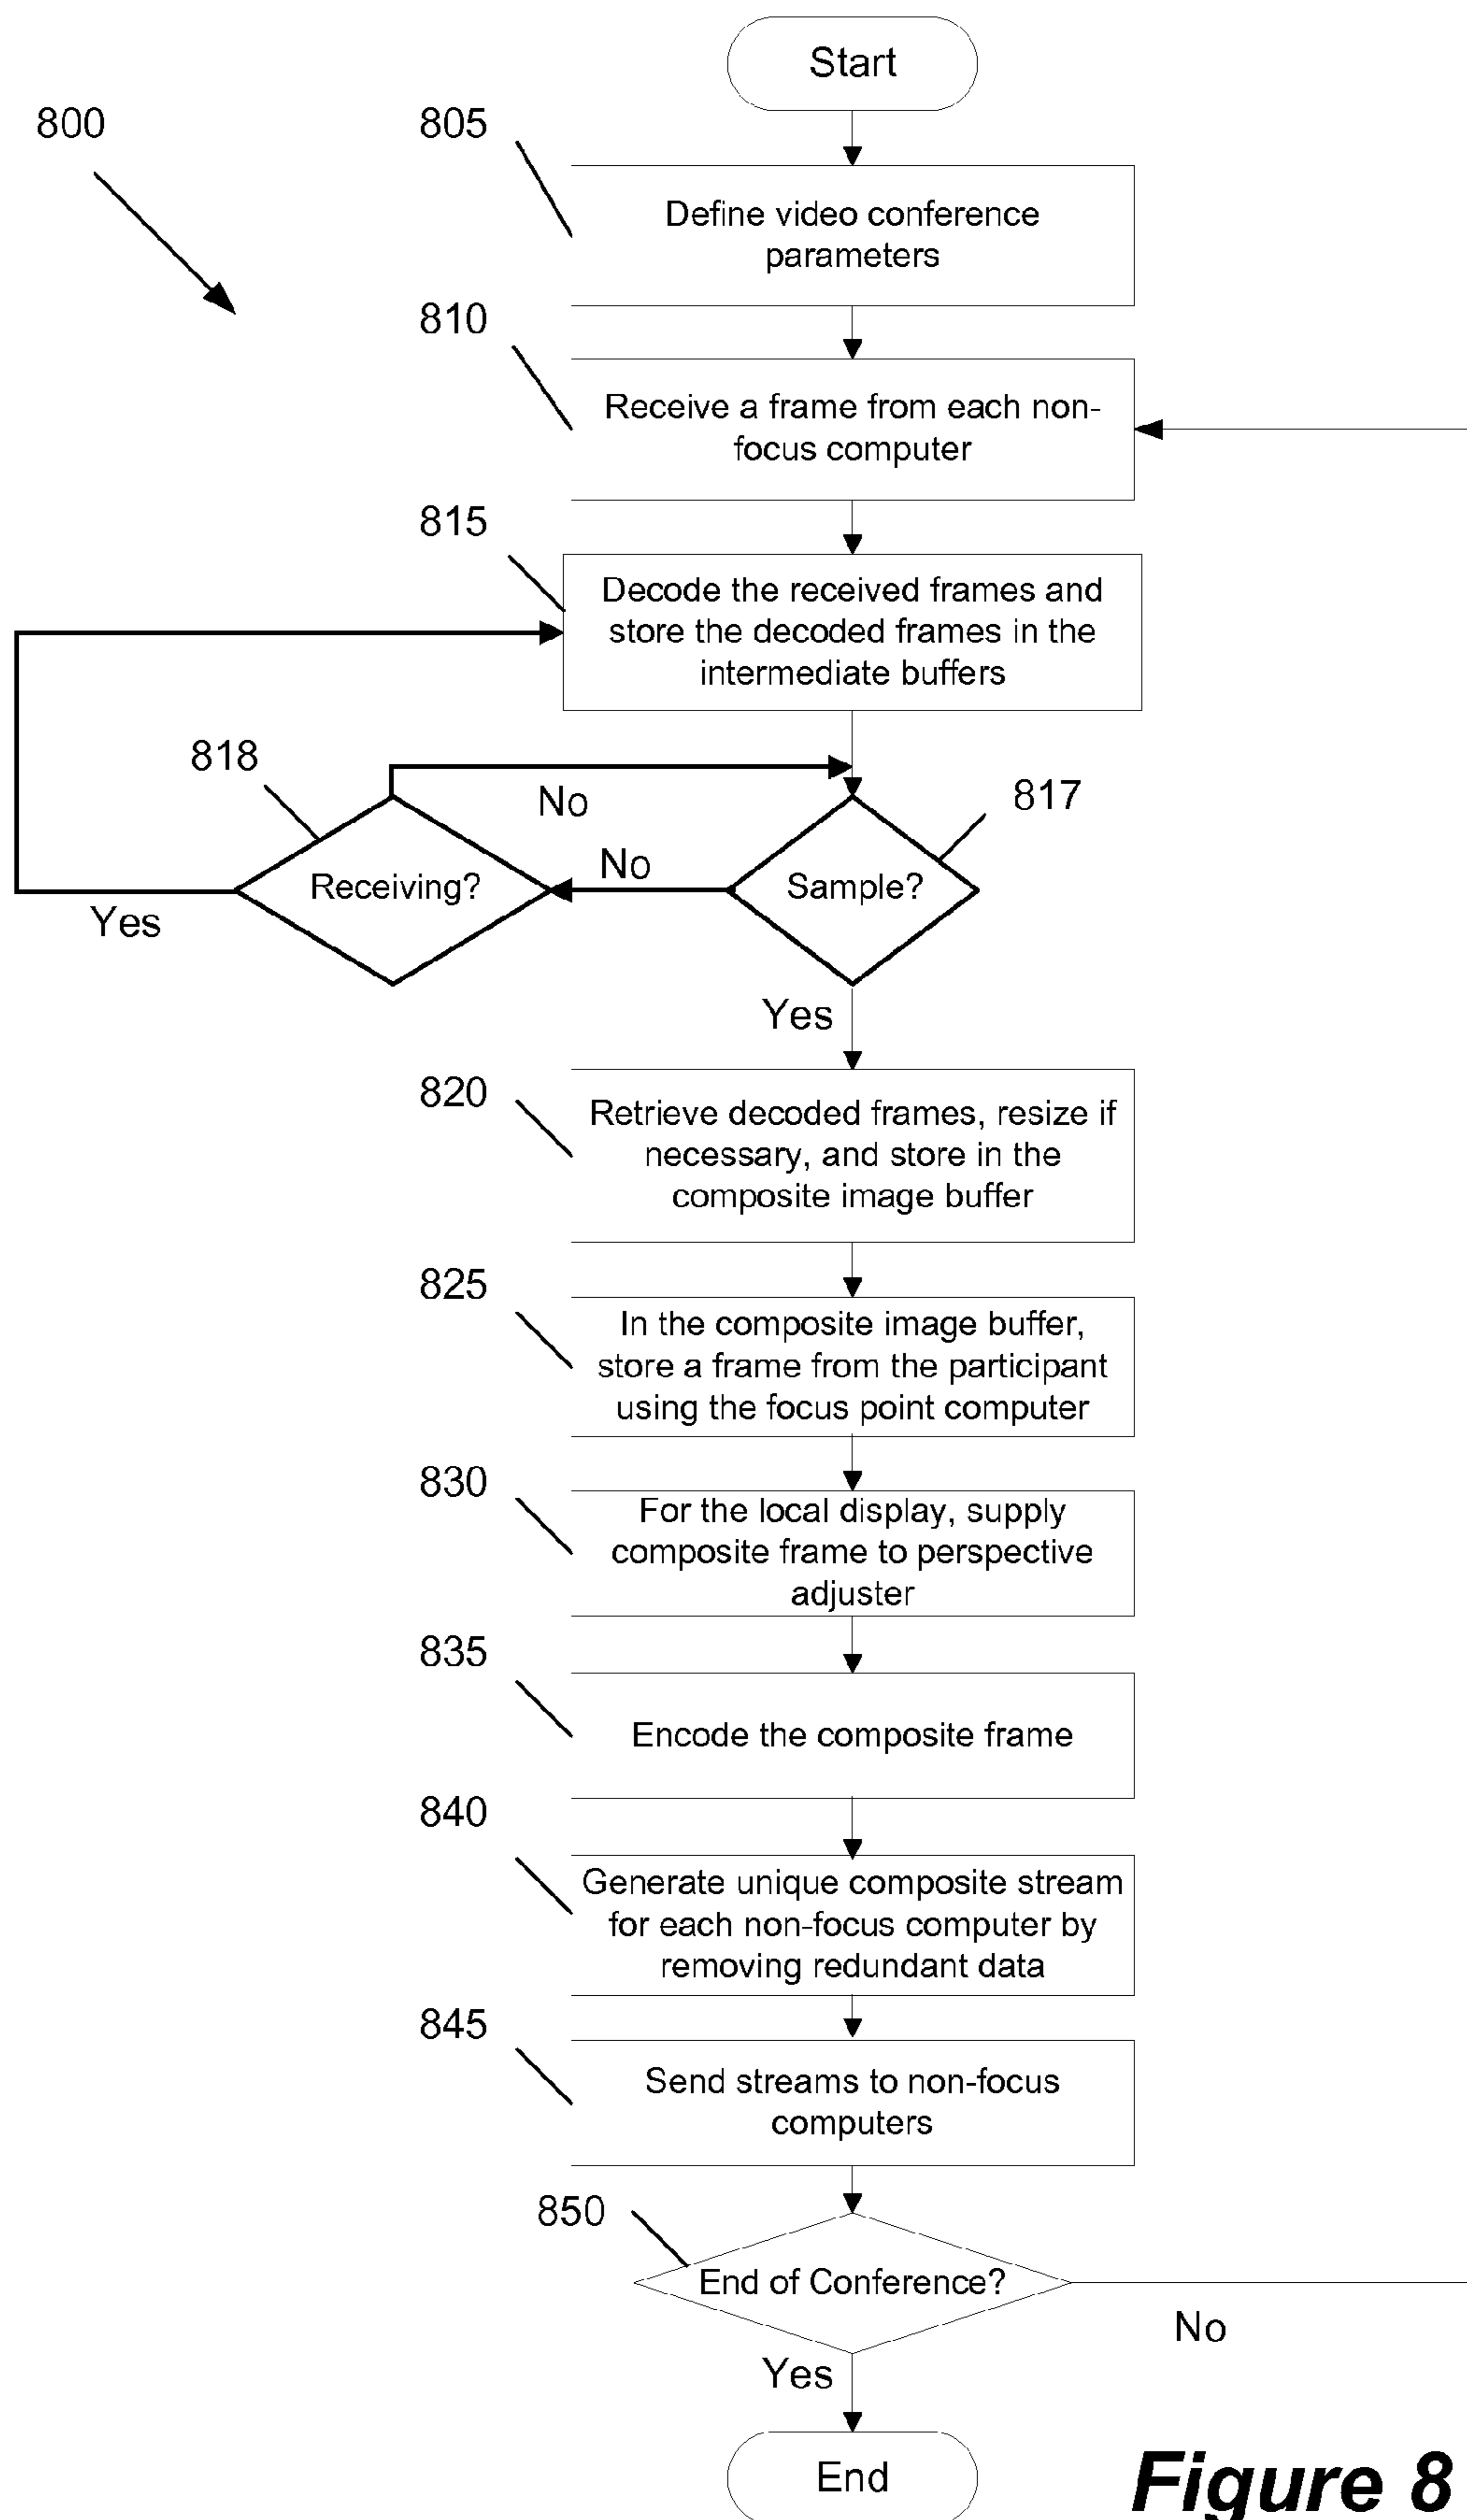 Start
800
805
Define video conference
parameters
810
Receive a frame from each non-
focus computer
815
Decode the received frames and
store the decoded frames in the
intermediate buffers
818
No
817
Receiving?
No
Sample?
Yes
Yes
820
Retrieve decoded frames, resize if
necessary, and store in the
composite image buffer
825
In the composite image buffer,
store a frame from the participant
using the focus point computer
830
For the local display, supply
composite frame to perspective
adjuster
835
Encode the composite frame
840
Generate unique composite stream
for each non-focus computer by
removing redundant data
845
Send streams to non-focus
computers
850
End of Conference?
No
Yes
End
Figure 8